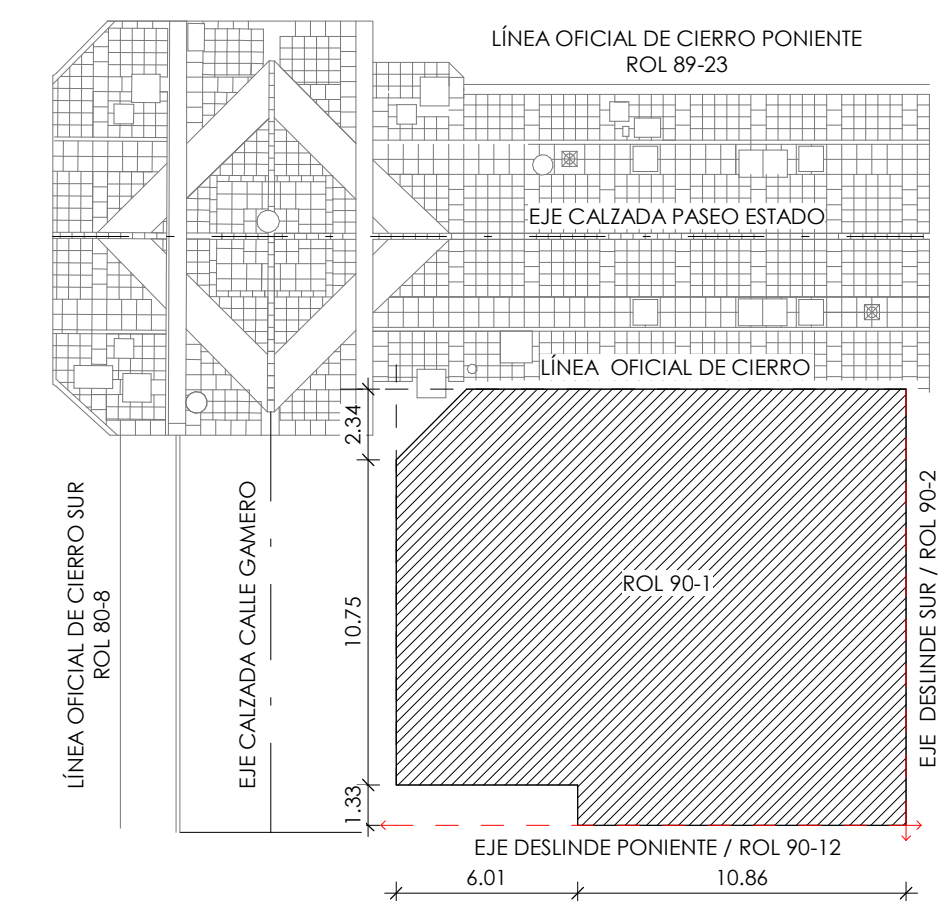 LÍNEA OFICIAL DE CIERRO PONIENTE
ROL 89-23
EJE CALZADA PASEO ESTADO
LÍNEA OFICIAL DE CIERRO
2.34
10.75
1.33
LÍNEA OFICIAL DE CIERRO SUR
ROL 80-8
EJE CALZADA CALLE GAMERO
ROL 90-1
EJE DESLINDE SUR / ROL 90-2
EJE DESLINDE PONIENTE / ROL 90-12
6.01
10.86